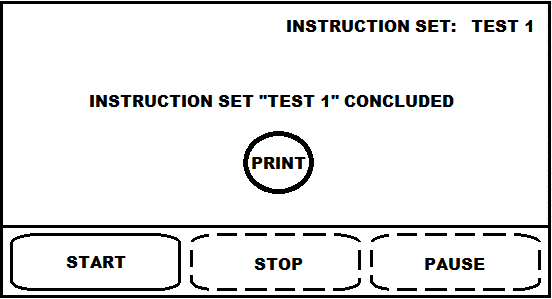 INSTRUCTION SET: TEST 1
INSTRUCTION SET "TEST 1" CONCLUDED
PRINT
START
STOP
PAUSE